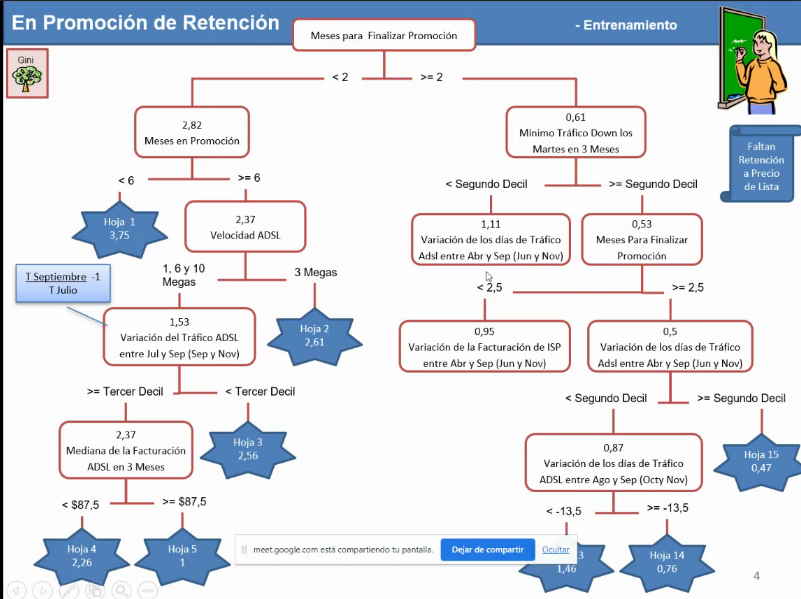 En Promoción de Retención
- Entrenamiento
Gini
Meses para Finalizar Promoción
< 2
>= 2
2,82
Meses en Promoción
0,61
Mínimo Tráfico Down los
Martes en 3 Meses
Faltan
Retención
a Precio
de Lista
< 6
>= 6
< Segundo Decil
>= Segundo Decil
Hoja 1
3,75
2,37
Velocidad ADSL
1,11
Variación de los días de Tráfico
Adsl entre Abr y Sep (Jun y Nov)
0,53
Meses Para Finalizar
Promoción
T Septiembre -1
T Julio
1, 6 y 10
Megas
3 Megas
< 2,5
>= 2,5
1,53
Variación del Tráfico ADSL
entre Jul y Sep (Sep y Nov)
Hoja 2
2,61
0,95
Variación de la Facturación de ISP
entre Abr y Sep (Jun y Nov)
0,5
Variación de los días de Tráfico
Adsl entre Abr y Sep (Jun y Nov)
>= Tercer Decil
< Tercer Decil
< Segundo Decil
>= Segundo Decil
2,37
Mediana de la Facturación
ADSL en 3 Meses
Hoja 3
2,56
0,87
Variación de los días de Tráfico
ADSL entre Ago y Sep (Octy Nov)
Hoja 15
0,47
< $87,5
>= $87,5
< -13,5
>= -13,5
Hoja 4
2,26
Hoja 5
1
meet.google.com está compartiendo tu pantalla.
Dejar de compartir
Ocultar
3
1,46
Hoja 14
0,76
4